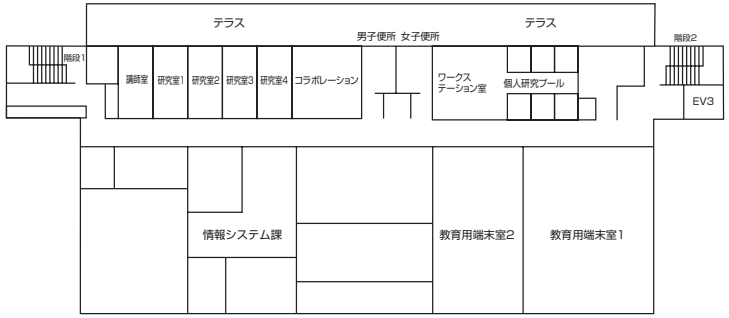 テラス
テラス
男子便所 女子便所
階段1
階段2
講師室
研究室1
研究室2
研究室3
研究室4
コラボレーション
ワークス
テーション室
個人研究プール
EV3
情報システム課
教育用端末室2
教育用端末室1